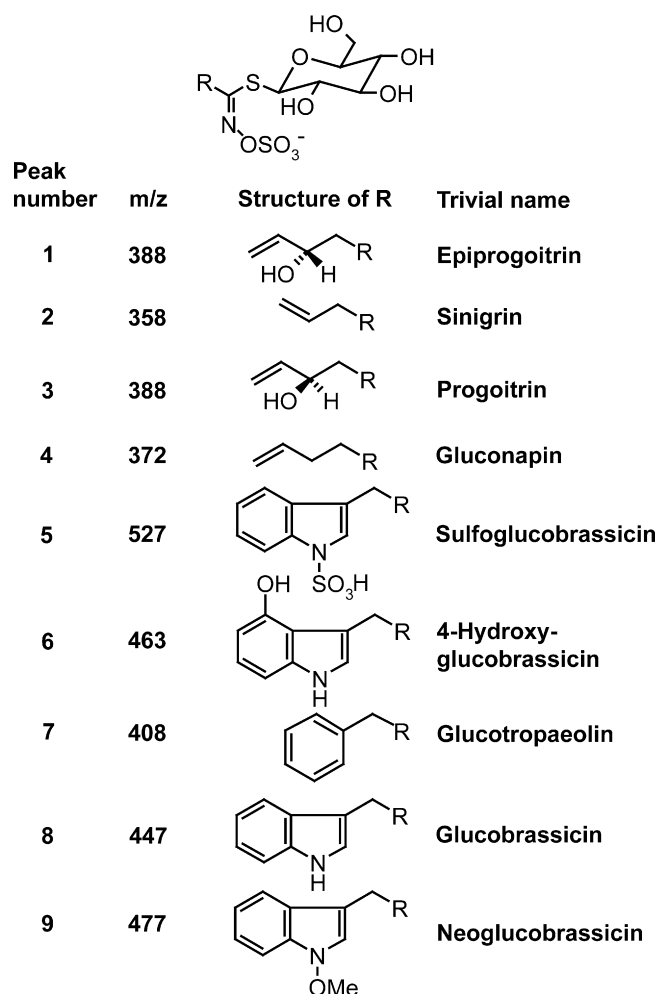 HO
O
OH
R
S
HO
OH
N
OSO3-
Peak number m/z Structure of R Trivial name
1 388 R HO H Epiprogoitrin
2 358 R Sinigrin
3 388 R HO H Progoitrin
4 372 R Gluconapin
5 527 R N SO3H Sulfoglucobrassicin
OH
6 463 R N H 4-Hydroxy-
glucobrassicin
7 408 R Glucotropaeolin
8 447 R N H Glucobrassicin
9 477 R N OMe Neoglucobrassicin